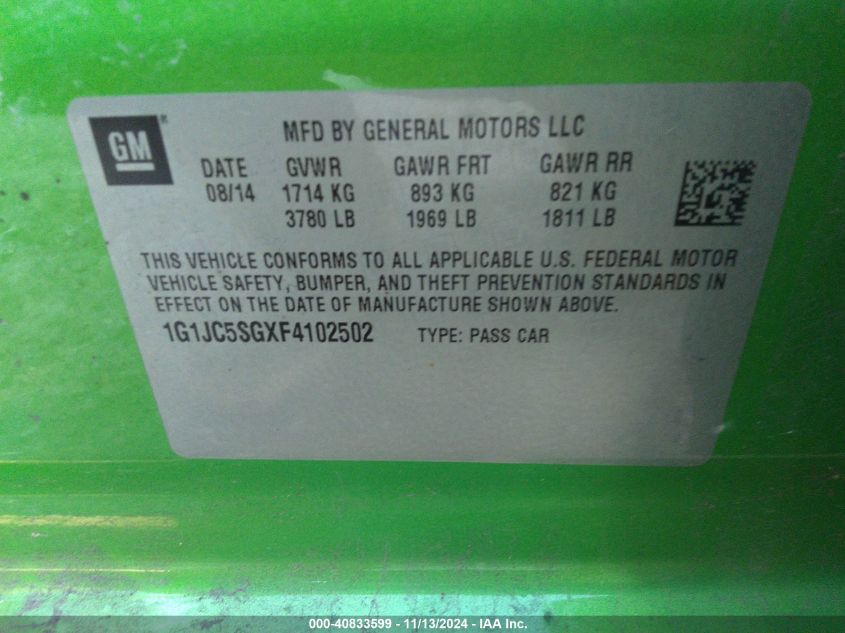 GM
MFD BY GENERAL MOTORS LLC
DATE GVWR GAWR FRT GAWR RR
08/14 1714 KG 893 KG 821 KG
3780 LB 1969 LB 1811 LB
THIS VEHICLE CONFORMS TO ALL APPLICABLE U.S. FEDERAL MOTOR
VEHICLE SAFETY, BUMPER, AND THEFT PREVENTION STANDARDS IN
EFFECT ON THE DATE OF MANUFACTURE SHOWN ABOVE.
1G1JC5SGXF4102502 TYPE: PASS CAR
000-40833599 - 11/13/2024 - IAA Inc.